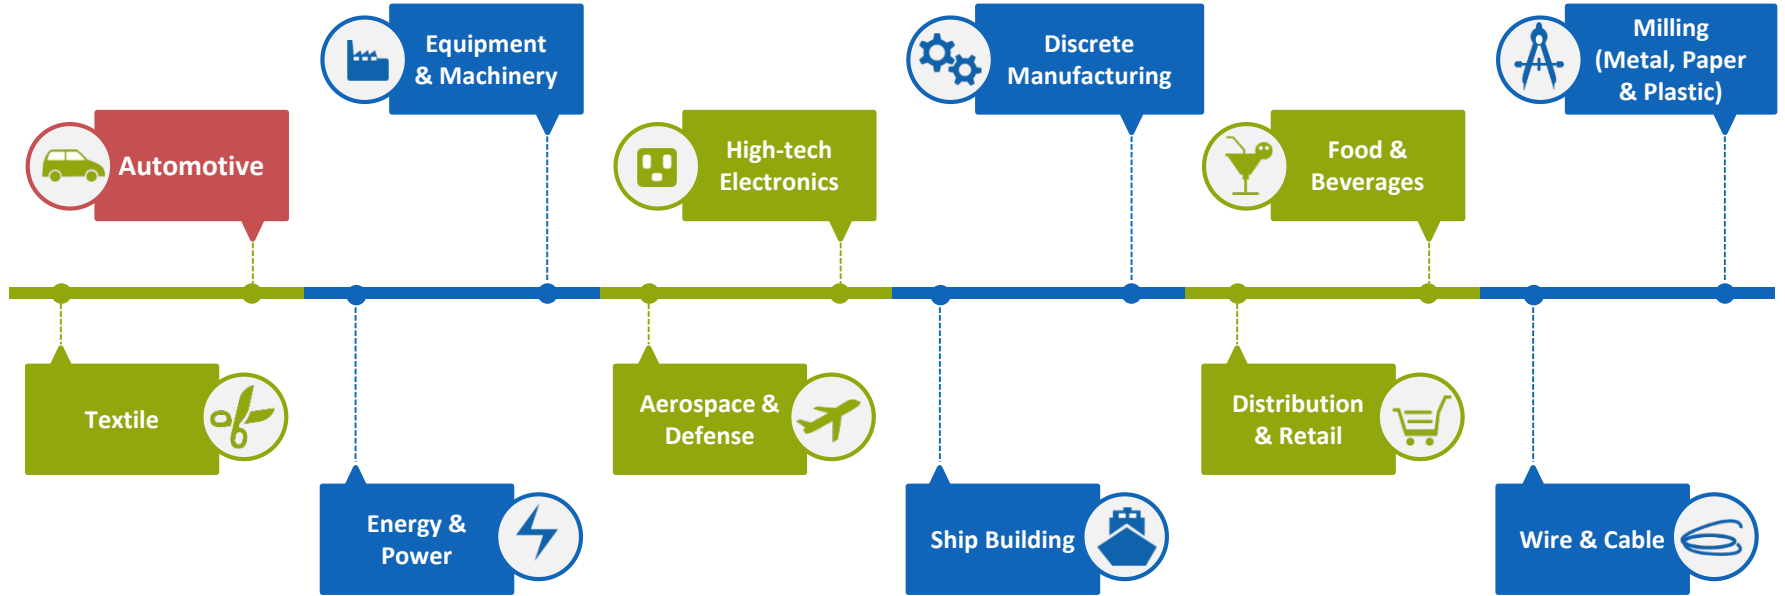 Equipment
& Machinery
Discrete
Manufacturing
Milling
(Metal, Paper
& Plastic)
Automotive
High-tech
Electronics
Food &
Beverages
Textile
Aerospace &
Defense
Distribution
& Retail
Energy &
Power
Ship Building
Wire & Cable